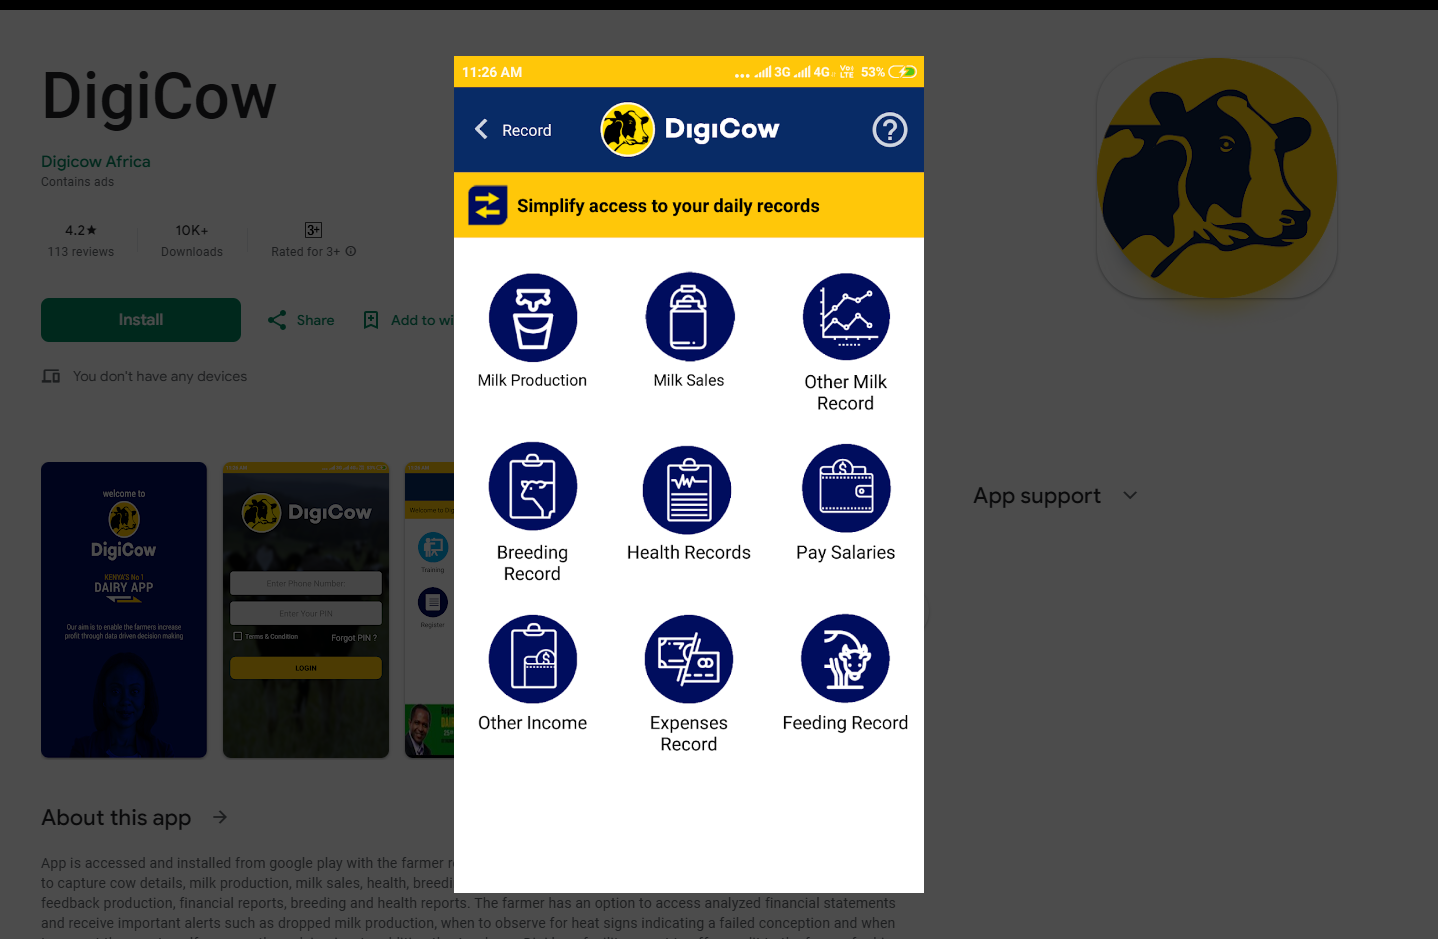 DigiCow
Digicow Africa
Contains ads
4.2★
113 reviews
10K+
Downloads
3+
Rated for 3+
Install
Share
Add to wi
You don't have any devices
welcome to
DigiCow
KENYA'S No 1
DAIRY APP
Our aim is to enable the farmers increase
profit through data driven decision making
DigiCow
Enter Phone Number
Enter Your PIN
Terms & Condition
Forgot PIN ?
LOGIN
Welcome to Dig
Training
Register
11:26 AM
3G
4G
Vo
LTE
53%
Record
DigiCow
Simplify access to your daily records
Milk Production
Milk Sales
Other Milk
Record
Breeding
Record
Health Records
Pay Salaries
Other Income
Expenses
Record
Feeding Record
App support
About this app
App is accessed and installed from google play with the farmer r
to capture cow details, milk production, milk sales, health, breedi
feedback production, financial reports, breeding and health reports. The farmer has an option to access analyzed financial statements
and receive important alerts such as dropped milk production, when to observe for heat signs indicating a failed conception and when